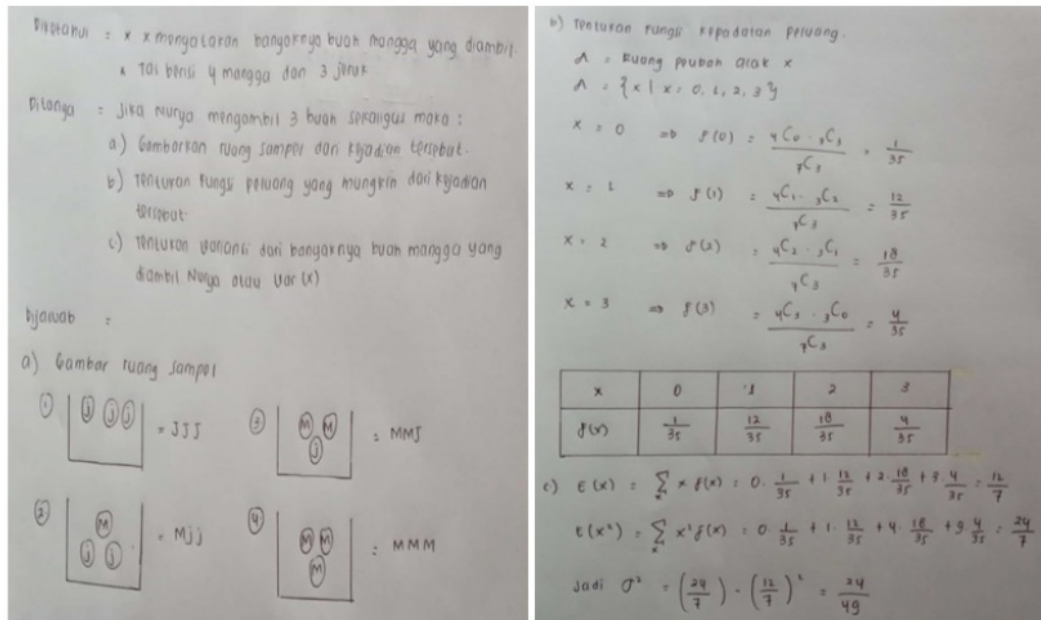 Diketahui = x x menyatakan banyaknya buah mangga yang diambil.
x Tas berisi 4 mangga dan 3 jeruk
Ditanya = Jika Nurya mengambil 3 buah sekaligus maka :
a.) Gambarkan ruang sampel dari kejadian tersebut.
b) Tentukan fungsi peluang yang mungkin dari kejadian
tersebut.
c) Tentukan variansi dari banyaknya buah mangga yang
diambil Nurya atau Var (x)
Dijawab =
a) Gambar ruang sampel
① j j j = JJJ
③ M M j = MMJ
② M j j = Mjj
④ M M M = MMM
b) Tentukan fungsi kepadatan peluang.
A = Ruang peubah acak x
A = {x | x = 0, 1, 2, 3}
x = 0 ⇒ f(0) = ₄C₀ . ₃C₃ / ₇C₃ = 1/35
x = 1 ⇒ f(1) = ₄C₁ . ₃C₂ / ₇C₃ = 12/35
x = 2 ⇒ f(2) = ₄C₂ . ₃C₁ / ₇C₃ = 18/35
x = 3 ⇒ f(3) = ₄C₃ . ₃C₀ / ₇C₃ = 4/35
x 0 1 2 3
f(x) 1/35 12/35 18/35 4/35
c) E(x) = Σₓ x f(x) = 0. 1/35 + 1. 12/35 + 2. 18/35 + 3. 4/35 = 12/7
E(x²) = Σₓ x² f(x) = 0. 1/35 + 1. 12/35 + 4. 18/35 + 9. 4/35 = 24/7
Jadi σ² = (24/7) - (12/7)² = 24/49